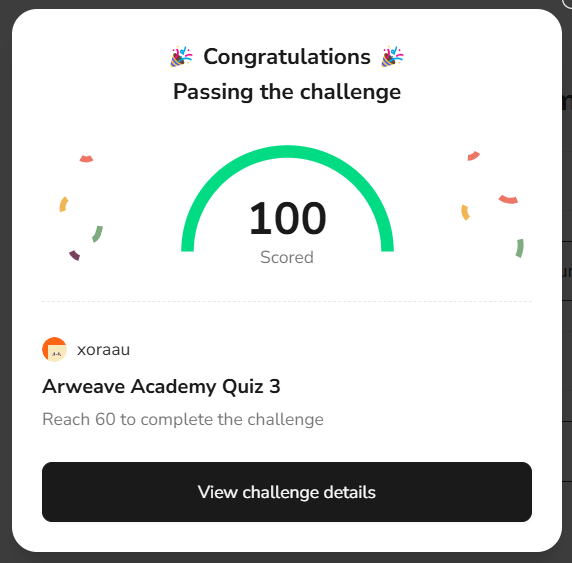 🎉 Congratulations 🎉
Passing the challenge
100
Scored
xoraau
Arweave Academy Quiz 3
Reach 60 to complete the challenge
View challenge details